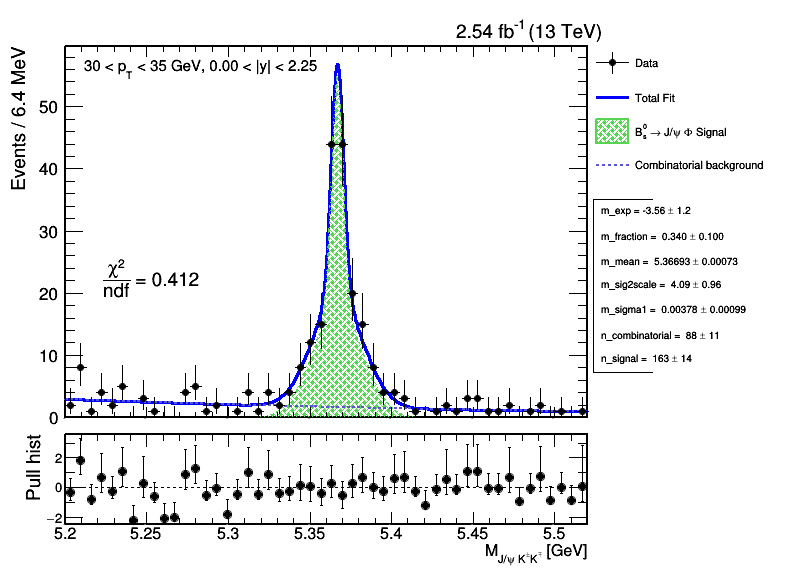 2.54 fb⁻¹ (13 TeV)
Events / 6.4 MeV
30 < p_T < 35 GeV, 0.00 < |y| < 2.25
50
40
30
20
10
0
χ²/ndf = 0.412
Data
Total Fit
B_s^0 → J/ψ Φ Signal
Combinatorial background
m_exp = -3.56 ± 1.2
m_fraction = 0.340 ± 0.100
m_mean = 5.36693 ± 0.00073
m_sig2scale = 4.09 ± 0.96
m_sigma1 = 0.00378 ± 0.00099
n_combinatorial = 88 ± 11
n_signal = 163 ± 14
Pull hist
2
0
−2
5.2 5.25 5.3 5.35 5.4 5.45 5.5
M_{J/ψ K^±K^∓} [GeV]